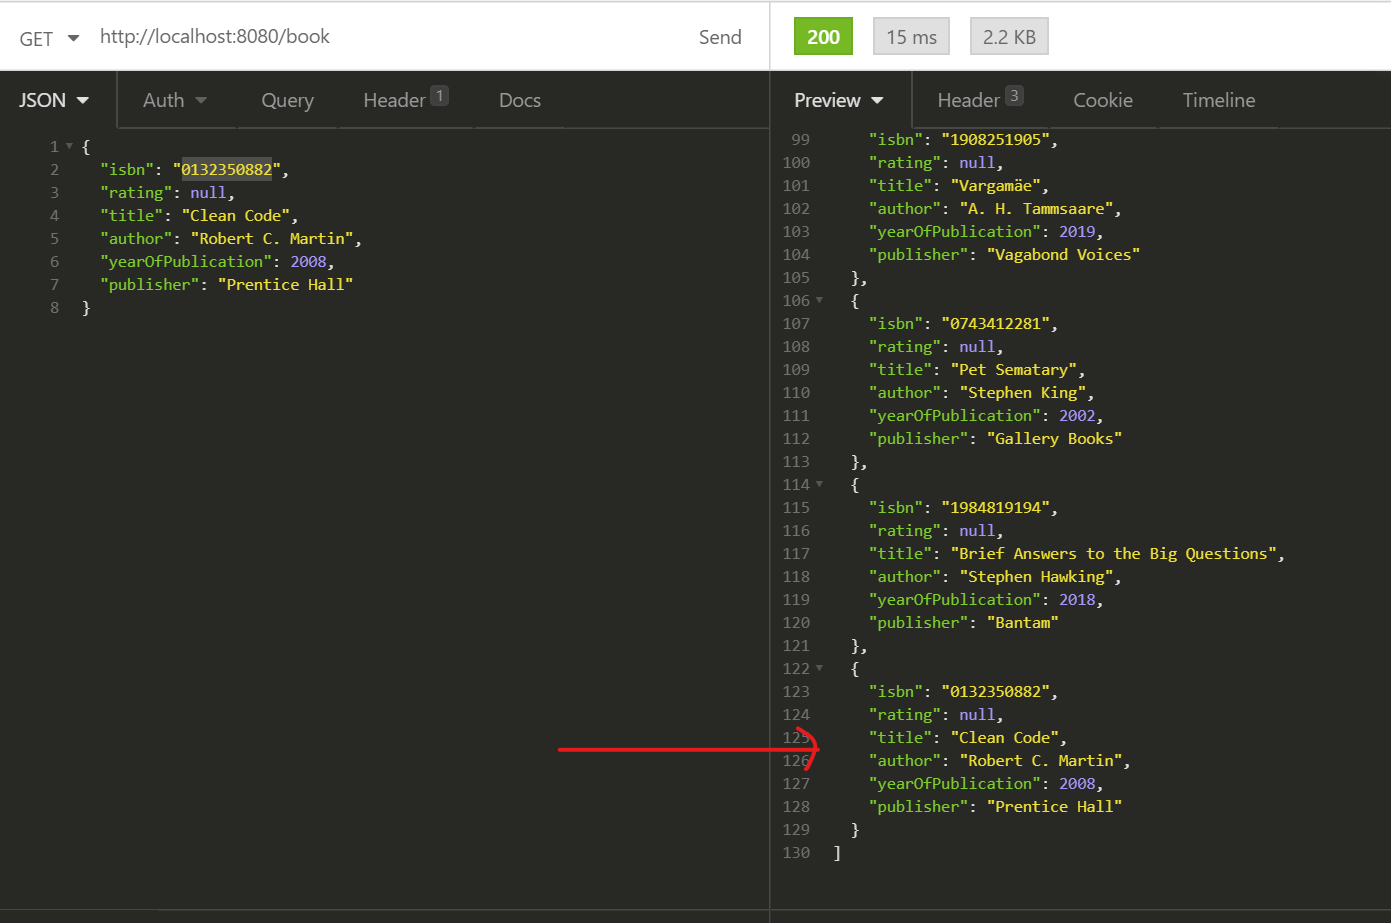 GET http://localhost:8080/book Send 200 15 ms 2.2 KB
JSON Auth Query Header 1 Docs
1 {
2 "isbn": "0132350882",
3 "rating": null,
4 "title": "Clean Code",
5 "author": "Robert C. Martin",
6 "yearOfPublication": 2008,
7 "publisher": "Prentice Hall"
8 }
Preview Header 3 Cookie Timeline
99 "isbn": "1908251905",
100 "rating": null,
101 "title": "Vargamäe",
102 "author": "A. H. Tammsaare",
103 "yearOfPublication": 2019,
104 "publisher": "Vagabond Voices"
105 },
106 {
107 "isbn": "0743412281",
108 "rating": null,
109 "title": "Pet Sematary",
110 "author": "Stephen King",
111 "yearOfPublication": 2002,
112 "publisher": "Gallery Books"
113 },
114 {
115 "isbn": "1984819194",
116 "rating": null,
117 "title": "Brief Answers to the Big Questions",
118 "author": "Stephen Hawking",
119 "yearOfPublication": 2018,
120 "publisher": "Bantam"
121 },
122 {
123 "isbn": "0132350882",
124 "rating": null,
125 "title": "Clean Code",
126 "author": "Robert C. Martin",
127 "yearOfPublication": 2008,
128 "publisher": "Prentice Hall"
129 }
130 ]